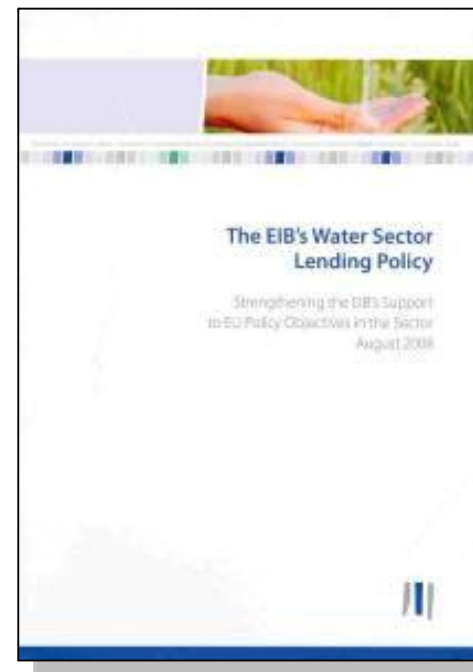 The EIB's Water Sector
Lending Policy
Strengthening the EIB's Support
to EU Policy Objectives in the Sector
August 2008